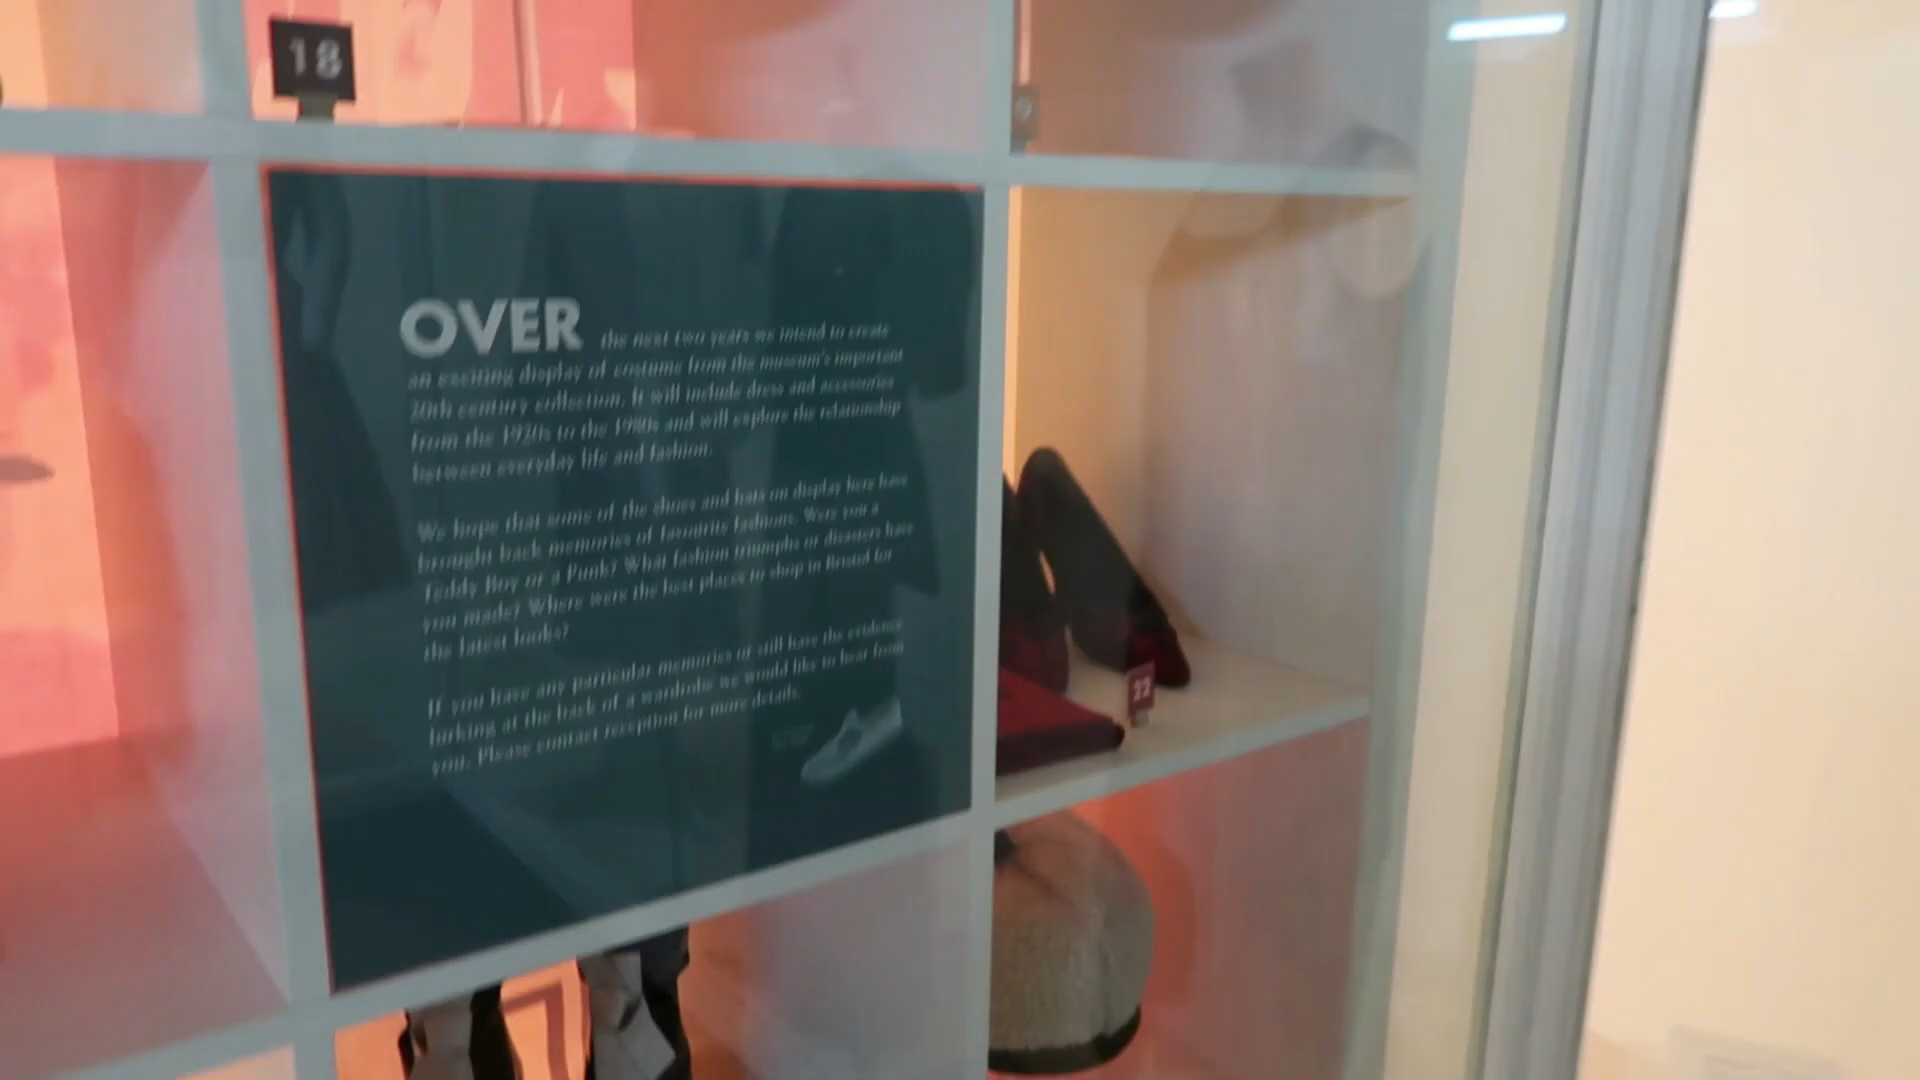 18
9
OVER the next two years we intend to create
an exciting display of costume from the museum's important
20th century collection. It will include dress and accessories
from the 1920s to the 1980s and will explore the relationship
between everyday life and fashion.
We hope that some of the shoes and hats on display here have
brought back memories of favourite fashions. Were you a
Teddy Boy or a Punk? What fashion triumphs or disasters have
you made? Where were the best places to shop in Bristol for
the latest looks?
If you have any particular memories or still have the evidence
lurking at the back of a wardrobe we would like to hear from
you. Please contact reception for more details.
22